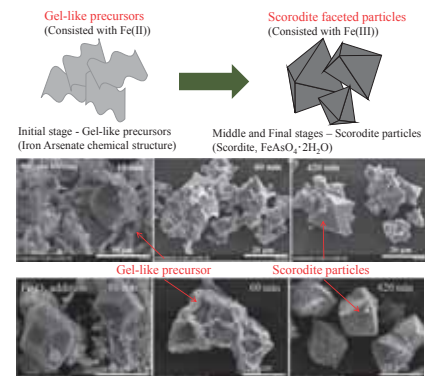 Gel-like precursors
(Consisted with Fe(II))
Scorodite faceted particles
(Consisted with Fe(III))
Initial stage - Gel-like precursors
(Iron Arsenate chemical structure)
Middle and Final stages – Scorodite particles
(Scordite, FeAsO₄·2H₂O)
60 min
420 min
Gel-like precursor
Scorodite particles
60 min
420 min